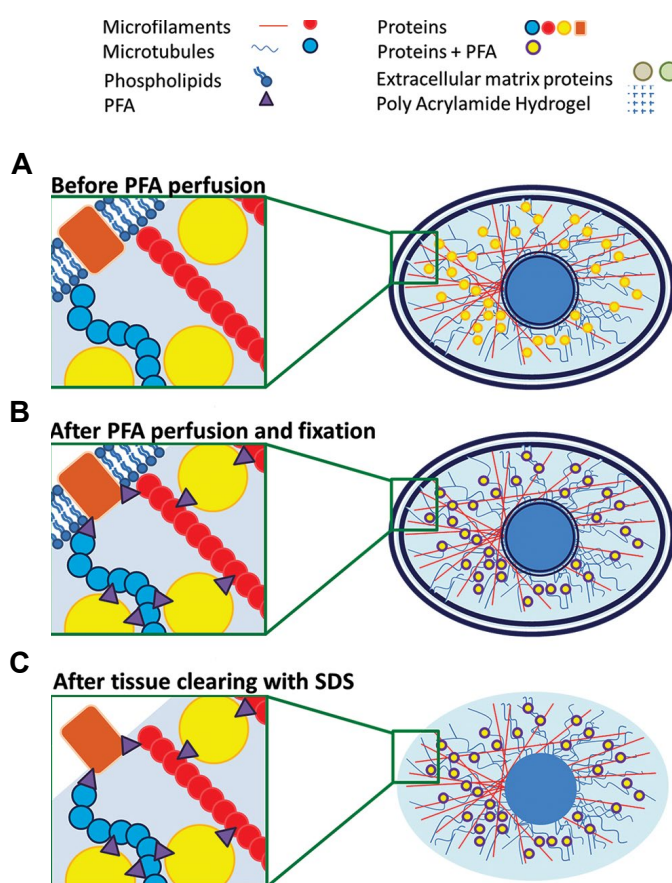 Microfilaments
Microtubules
Phospholipids
PFA
Proteins
Proteins + PFA
Extracellular matrix proteins
Poly Acrylamide Hydrogel
A
Before PFA perfusion
B
After PFA perfusion and fixation
C
After tissue clearing with SDS